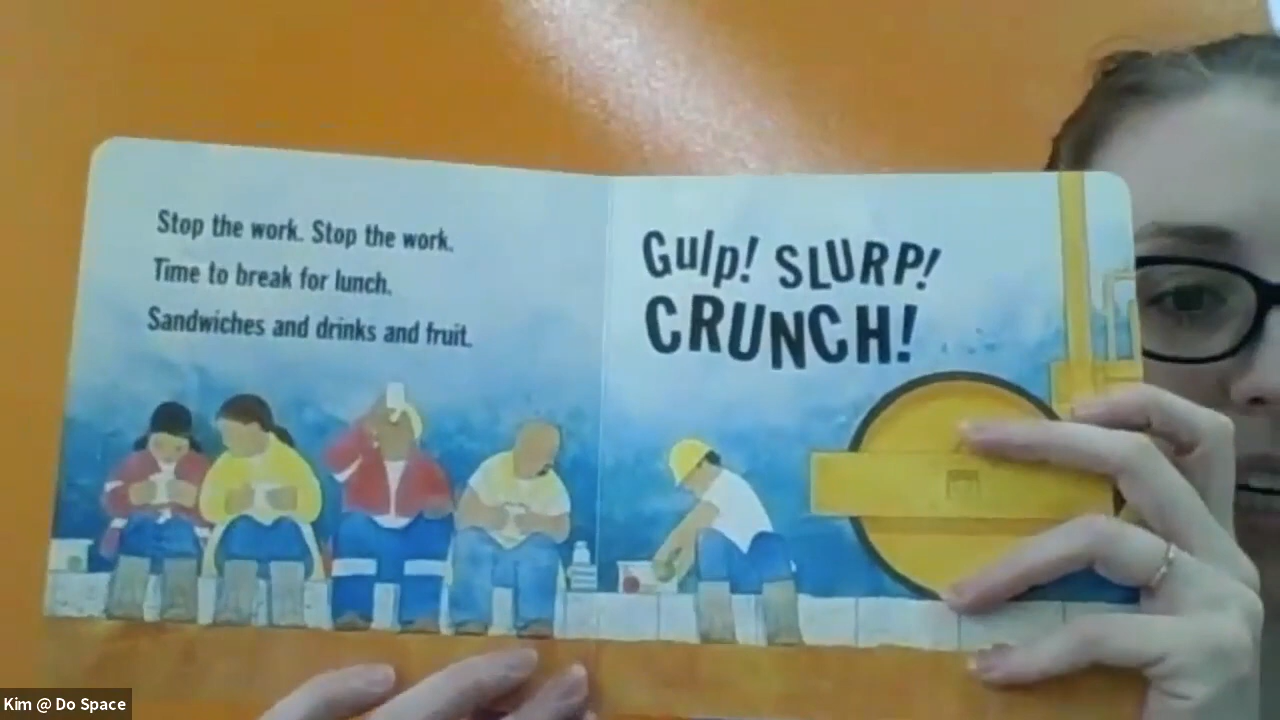 Stop the work. Stop the work.
Time to break for lunch.
Sandwiches and drinks and fruit.
Gulp! SLURP!
CRUNCH!
Kim @ Do Space